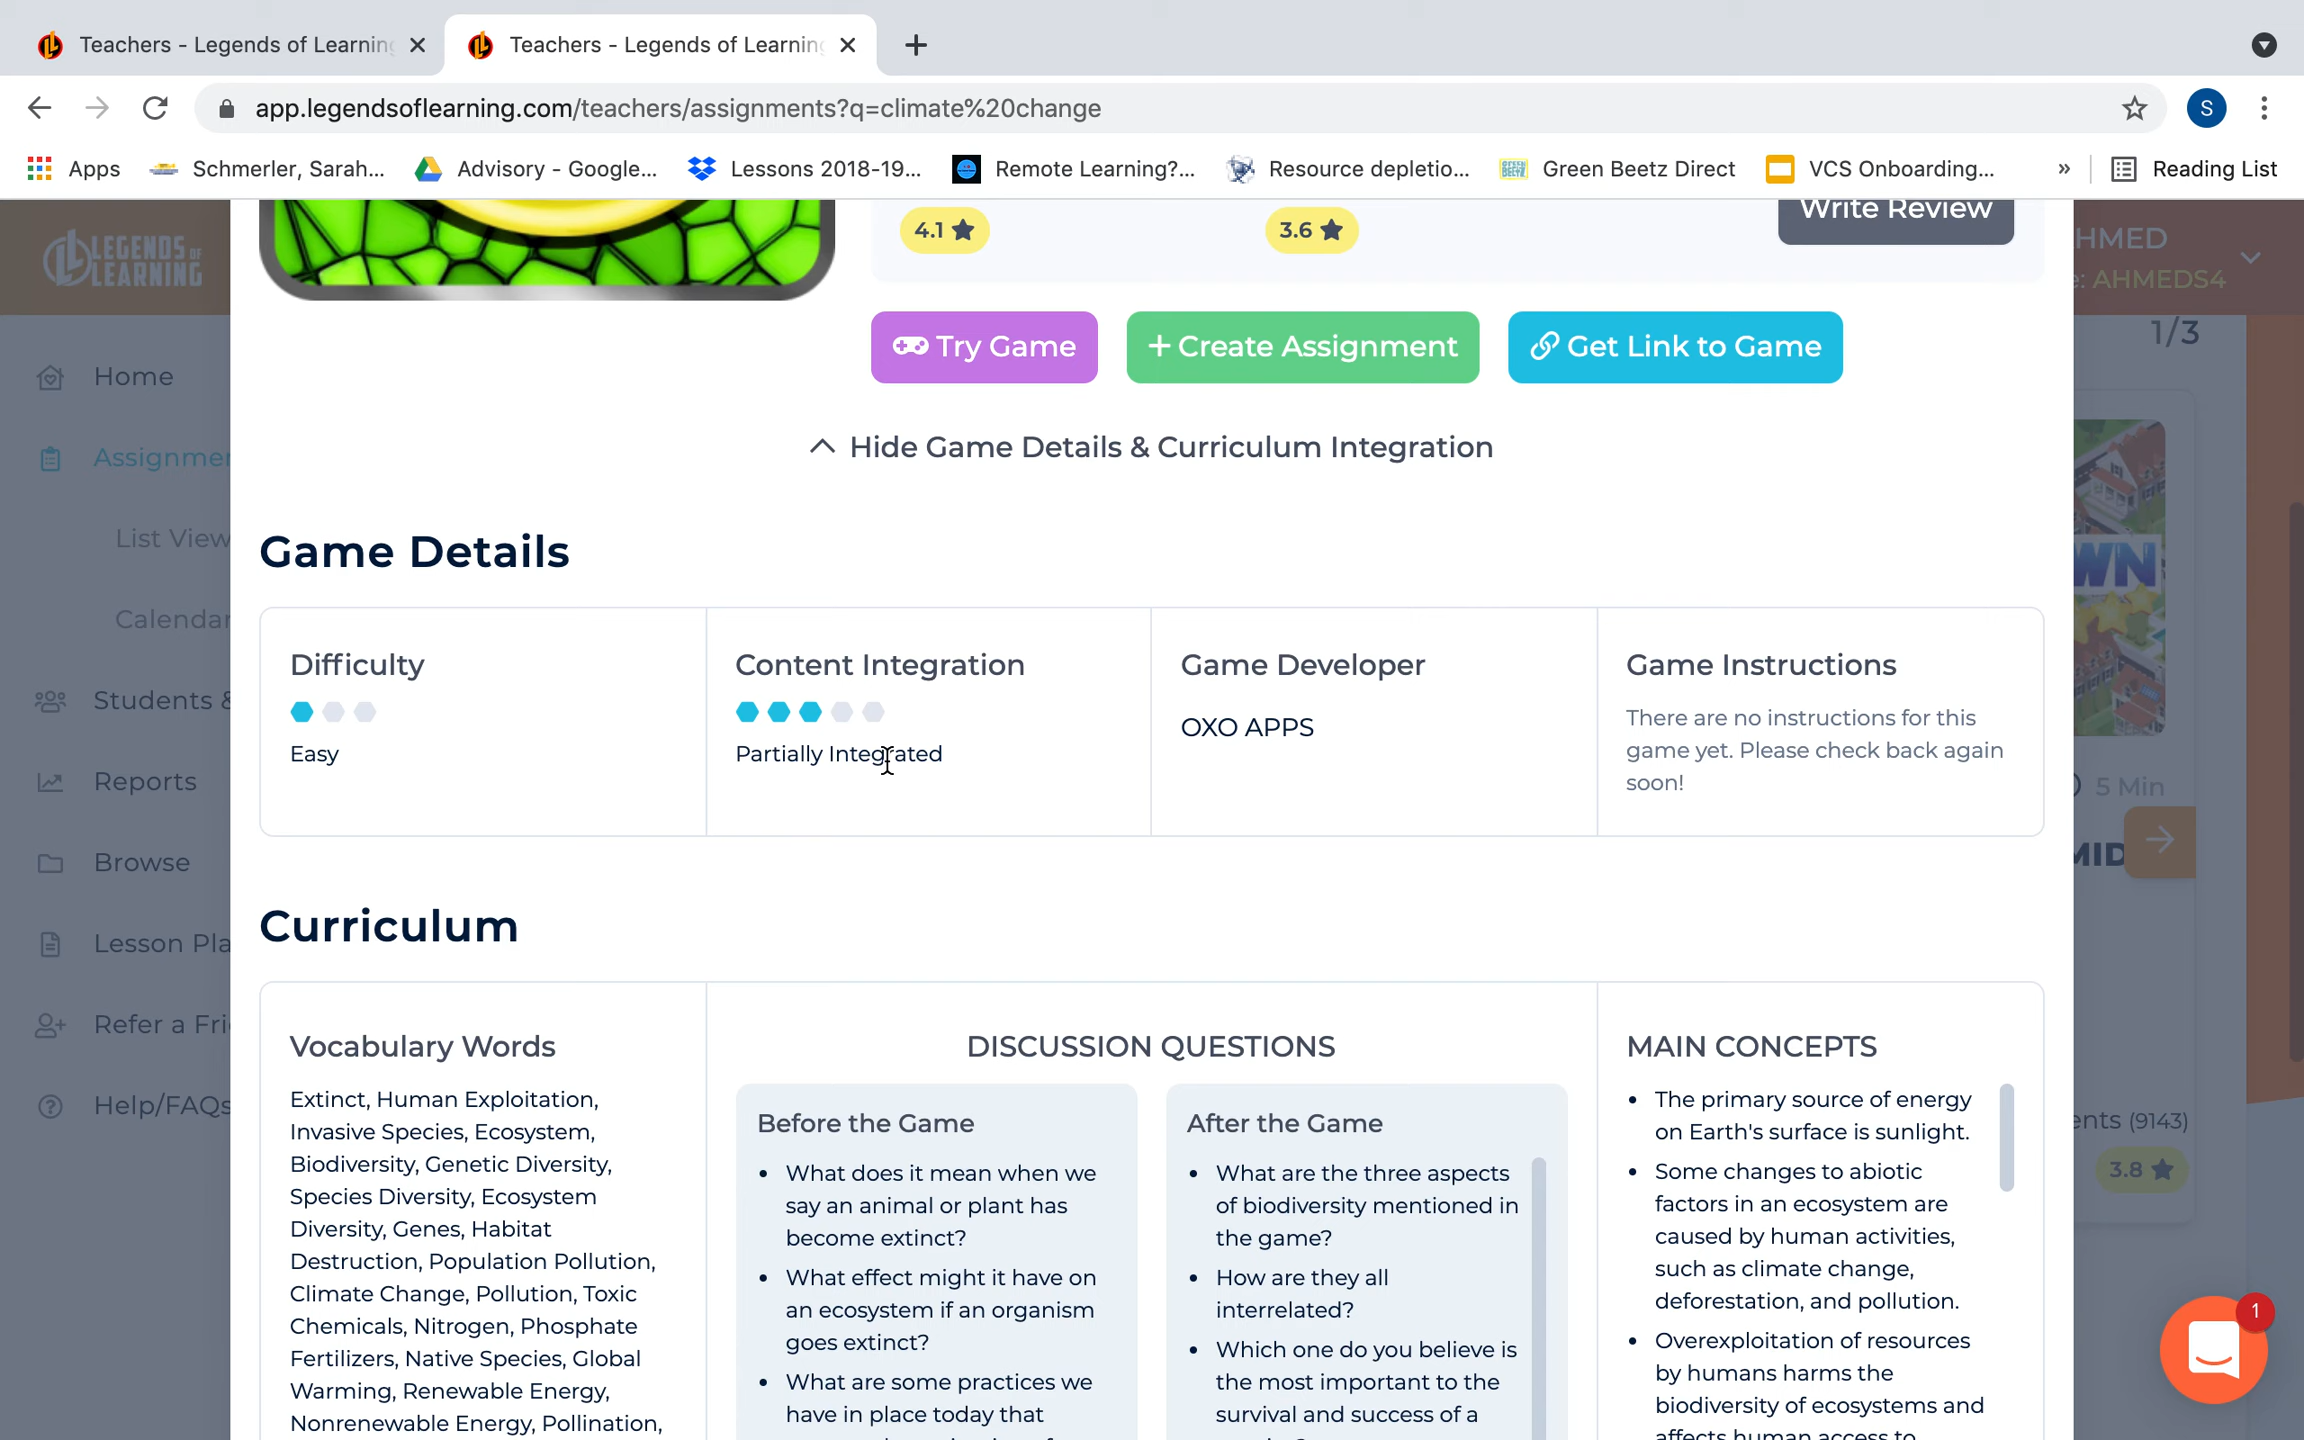 Teachers - Legends of Learning
Teachers - Legends of Learning
app.legendsoflearning.com/teachers/assignments?q=climate%20change
S
Apps
Schmerler, Sarah...
Advisory - Google...
Lessons 2018-19...
Remote Learning?...
Resource depletio...
Green Beetz Direct
VCS Onboarding...
»
Reading List
LEGENDS OF
LEARNING
4.1
3.6
Write Review
HMED
e: AHMEDS4
1/3
Try Game
+ Create Assignment
Get Link to Game
Home
Assignmen
List View
Calendar
Students &
Reports
Browse
Lesson Pla
Refer a Frie
Help/FAQs
Hide Game Details & Curriculum Integration
Game Details
Difficulty
Easy
Content Integration
Partially Integrated
Game Developer
OXO APPS
Game Instructions
There are no instructions for this
game yet. Please check back again
soon!
WN
5 Min
MID
ents (9143)
3.8
Curriculum
Vocabulary Words
Extinct, Human Exploitation,
Invasive Species, Ecosystem,
Biodiversity, Genetic Diversity,
Species Diversity, Ecosystem
Diversity, Genes, Habitat
Destruction, Population Pollution,
Climate Change, Pollution, Toxic
Chemicals, Nitrogen, Phosphate
Fertilizers, Native Species, Global
Warming, Renewable Energy,
Nonrenewable Energy, Pollination,
DISCUSSION QUESTIONS
Before the Game
• What does it mean when we
say an animal or plant has
become extinct?
• What effect might it have on
an ecosystem if an organism
goes extinct?
• What are some practices we
have in place today that
After the Game
• What are the three aspects
of biodiversity mentioned in
the game?
• How are they all
interrelated?
• Which one do you believe is
the most important to the
survival and success of a
MAIN CONCEPTS
• The primary source of energy
on Earth's surface is sunlight.
• Some changes to abiotic
factors in an ecosystem are
caused by human activities,
such as climate change,
deforestation, and pollution.
• Overexploitation of resources
by humans harms the
biodiversity of ecosystems and
affects human access to
1